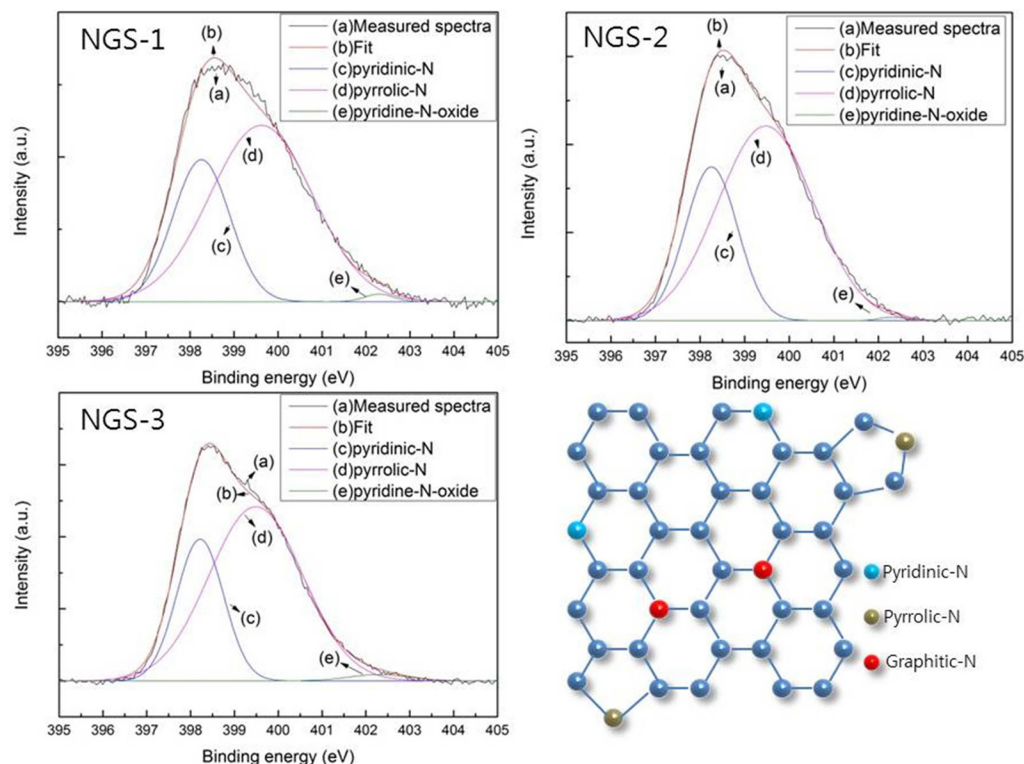 NGS-1
(a)Measured spectra
(b)Fit
(c)pyridinic-N
(d)pyrrolic-N
(e)pyridine-N-oxide
(b)
(a)
(d)
(c)
(e)
Intensity (a.u.)
395 396 397 398 399 400 401 402 403 404 405
Binding energy (eV)
NGS-2
(a)Measured spectra
(b)Fit
(c)pyridinic-N
(d)pyrrolic-N
(e)pyridine-N-oxide
(b)
(a)
(d)
(c)
(e)
Intensity (a.u.)
395 396 397 398 399 400 401 402 403 404 405
Binding energy (eV)
NGS-3
(a)Measured spectra
(b)Fit
(c)pyridinic-N
(d)pyrrolic-N
(e)pyridine-N-oxide
(a)
(b)
(d)
(c)
(e)
Intensity (a.u.)
395 396 397 398 399 400 401 402 403 404 405
Binding energy (eV)
Pyridinic-N
Pyrrolic-N
Graphitic-N